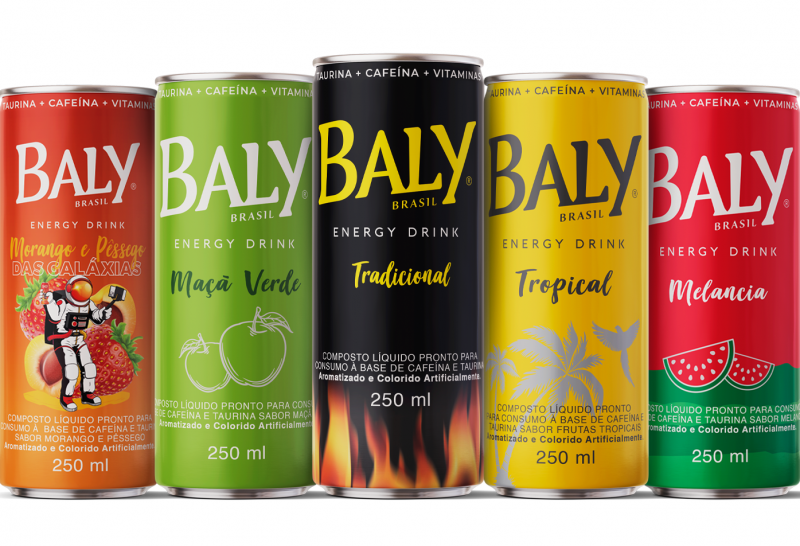 TAURINA + CAFEÍNA + VITAMINAS
BALY®
BRASIL
ENERGY DRINK
Morango e Pêssego
DAS GALÁXIAS
COMPOSTO LÍQUIDO PRONTO PARA
CONSUMO À BASE DE CAFEÍNA E TAURINA
SABOR MORANGO E PÊSSEGO
Aromatizado e Colorido Artificialmente.
250 ml
TAURINA + CAFEÍNA + VITAMINAS
BALY®
BRASIL
ENERGY DRINK
Maçã Verde
COMPOSTO LÍQUIDO PRONTO PARA
DE CAFEÍNA E TAURINA SABOR MAÇÃ
Aromatizado e Colorido Artificialmente.
250 ml
TAURINA + CAFEÍNA + VITAMINAS
BALY®
BRASIL
ENERGY DRINK
Tradicional
COMPOSTO LÍQUIDO PRONTO PARA
CONSUMO À BASE DE CAFEÍNA E TAURINA
Aromatizado e Colorido Artificialmente.
250 ml
TAURINA + CAFEÍNA + VITAMINAS
BALY®
BRASIL
ENERGY DRINK
Tropical
COMPOSTO LÍQUIDO PRONTO
PARA CONSUMO À BASE DE CAFEÍNA E
TAURINA SABOR FRUTAS TROPICAIS
Aromatizado e Colorido Artificialmente.
250 ml
TAURINA + CAFEÍNA + VITAMINAS
BALY®
BRASIL
ENERGY DRINK
Melancia
COMPOSTO LÍQUIDO PRONTO PARA
DE CAFEÍNA E TAURINA SABOR
Aromatizado e Colorido Artificialmente.
250 ml